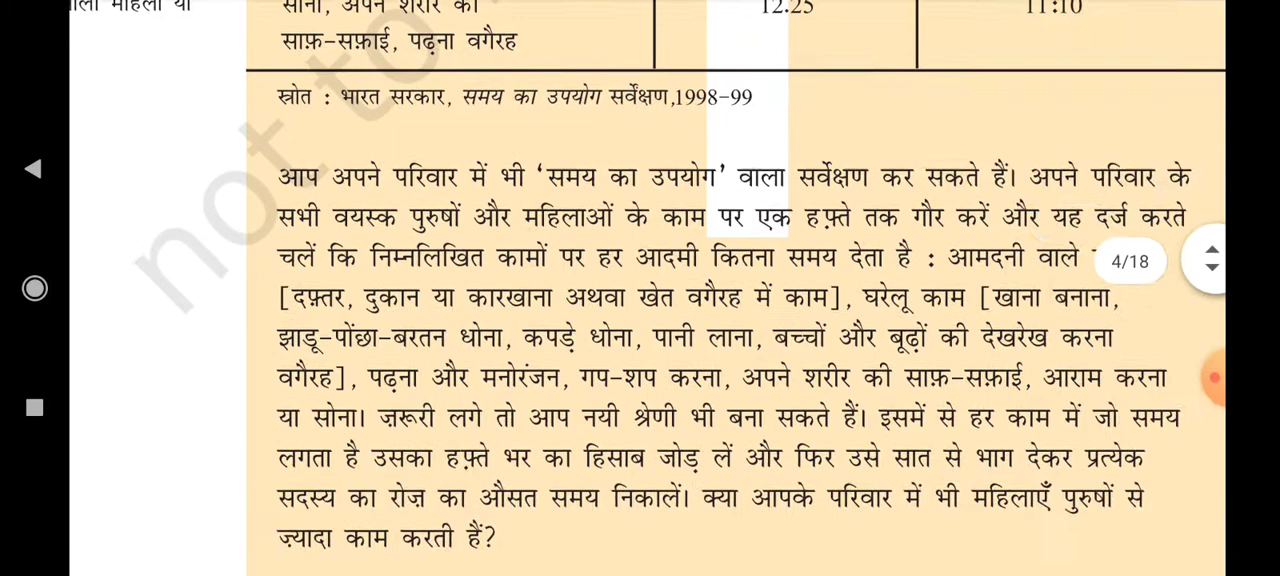 महिला या
सोना, अपने शरीर की
12.25
11:10
साफ़-सफ़ाई, पढ़ना वगैरह
स्त्रोत : भारत सरकार, समय का उपयोग सर्वेक्षण,1998-99
not to
आप अपने परिवार में भी ‘समय का उपयोग’ वाला सर्वेक्षण कर सकते हैं। अपने परिवार के
सभी वयस्क पुरुषों और महिलाओं के काम पर एक हफ़्ते तक गौर करें और यह दर्ज करते
चलें कि निम्नलिखित कामों पर हर आदमी कितना समय देता है : आमदनी वाले
4/18
[दफ़्तर, दुकान या कारखाना अथवा खेत वगैरह में काम], घरेलू काम [खाना बनाना,
झाडू-पोंछा-बरतन धोना, कपड़े धोना, पानी लाना, बच्चों और बूढ़ों की देखरेख करना
वगैरह], पढ़ना और मनोरंजन, गप-शप करना, अपने शरीर की साफ़-सफ़ाई, आराम करना
या सोना। ज़रूरी लगे तो आप नयी श्रेणी भी बना सकते हैं। इसमें से हर काम में जो समय
लगता है उसका हफ़्ते भर का हिसाब जोड़ लें और फिर उसे सात से भाग देकर प्रत्येक
सदस्य का रोज़ का औसत समय निकालें। क्या आपके परिवार में भी महिलाएँ पुरुषों से
ज़्यादा काम करती हैं?